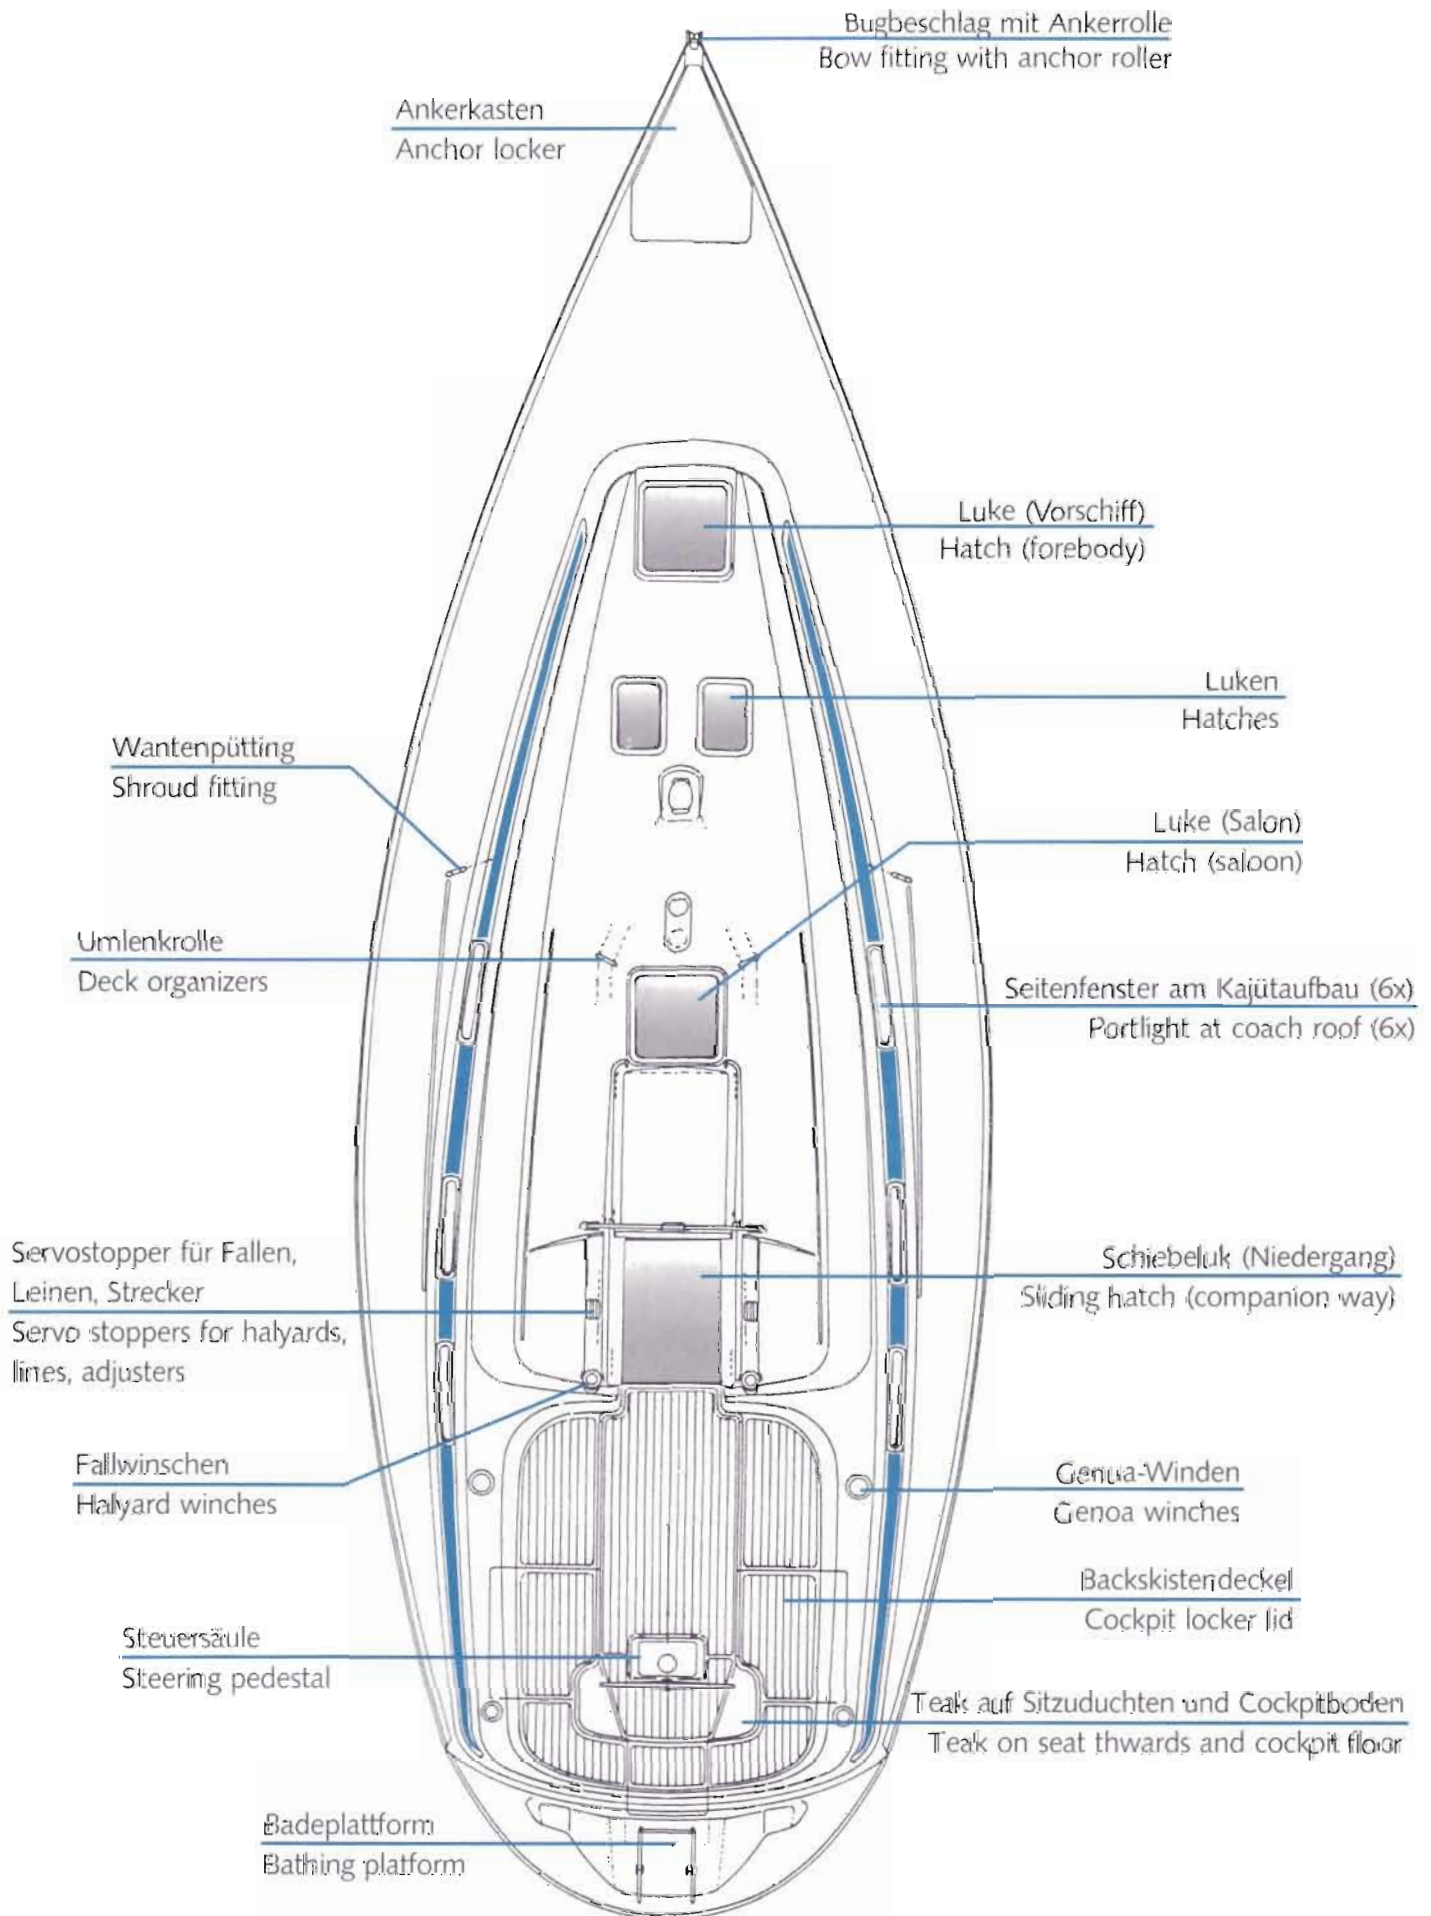 Bugbeschlag mit Ankerrolle
Bow fitting with anchor roller
Ankerkasten
Anchor locker
Luke (Vorschiff)
Hatch (forebody)
Luken
Hatches
Wantenpütting
Shroud fitting
Luke (Salon)
Hatch (saloon)
Umlenkrolle
Deck organizers
Seitenfenster am Kajütaufbau (6x)
Portlight at coach roof (6x)
Servostopper für Fallen,
Leinen, Strecker
Servo stoppers for halyards,
lines, adjusters
Schiebeluk (Niedergang)
Sliding hatch (companion way)
Fallwinschen
Halyard winches
Genua-Winden
Genoa winches
Backskistendeckel
Cockpit locker lid
Steuersäule
Steering pedestal
Teak auf Sitzuduchten und Cockpitboden
Teak on seat thwards and cockpit floor
Badeplattform
Bathing platform